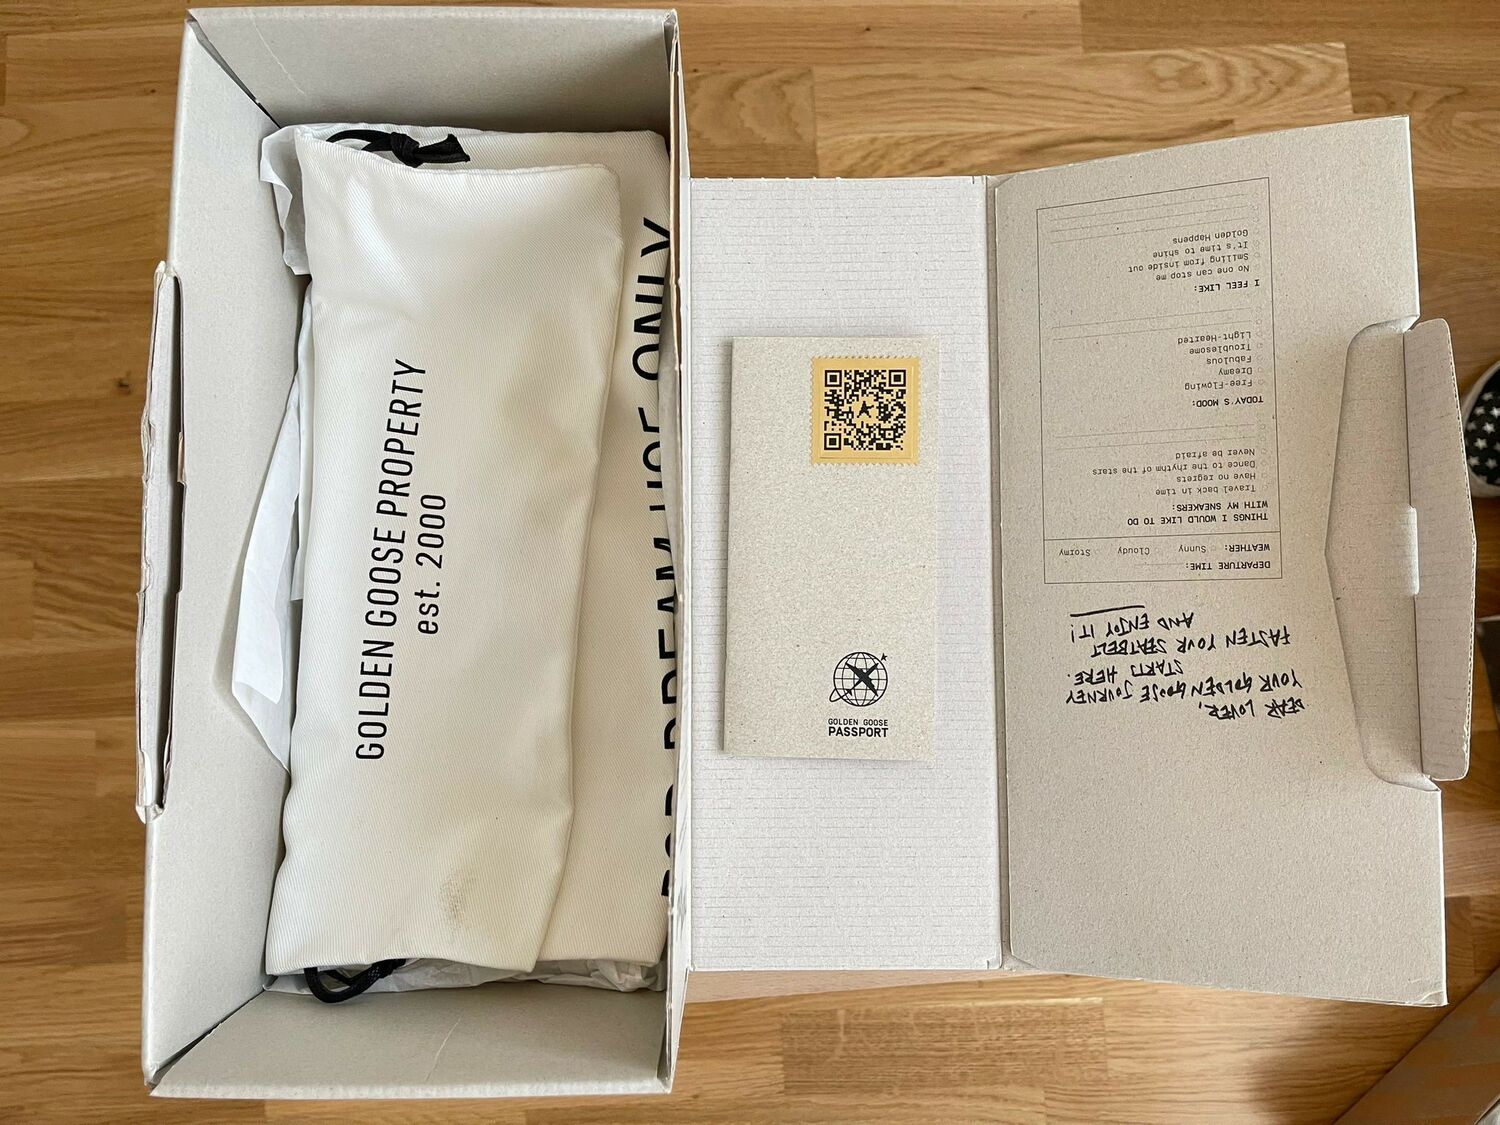 GOLDEN GOOSE PROPERTY
est. 2000
FOR DREAM USE ONLY
GOLDEN GOOSE
PASSPORT
DEAR LOVER,
YOUR GOLDEN GOOSE JOURNEY
STARTS HERE.
FASTEN YOUR SEATBELT
AND ENJOY IT!
DEPARTURE TIME:
WEATHER: Sunny Cloudy Stormy
THINGS I WOULD LIKE TO DO
WITH MY SNEAKERS:
Travel back in time
Have no regrets
Dance to the rhythm of the stars
Never be afraid
TODAY'S MOOD:
Free-Flowing
Dreamy
Fabulous
Troublesome
Light-Hearted
I FEEL LIKE:
No one can stop me
Smiling from inside out
It's time to shine
Golden Happens